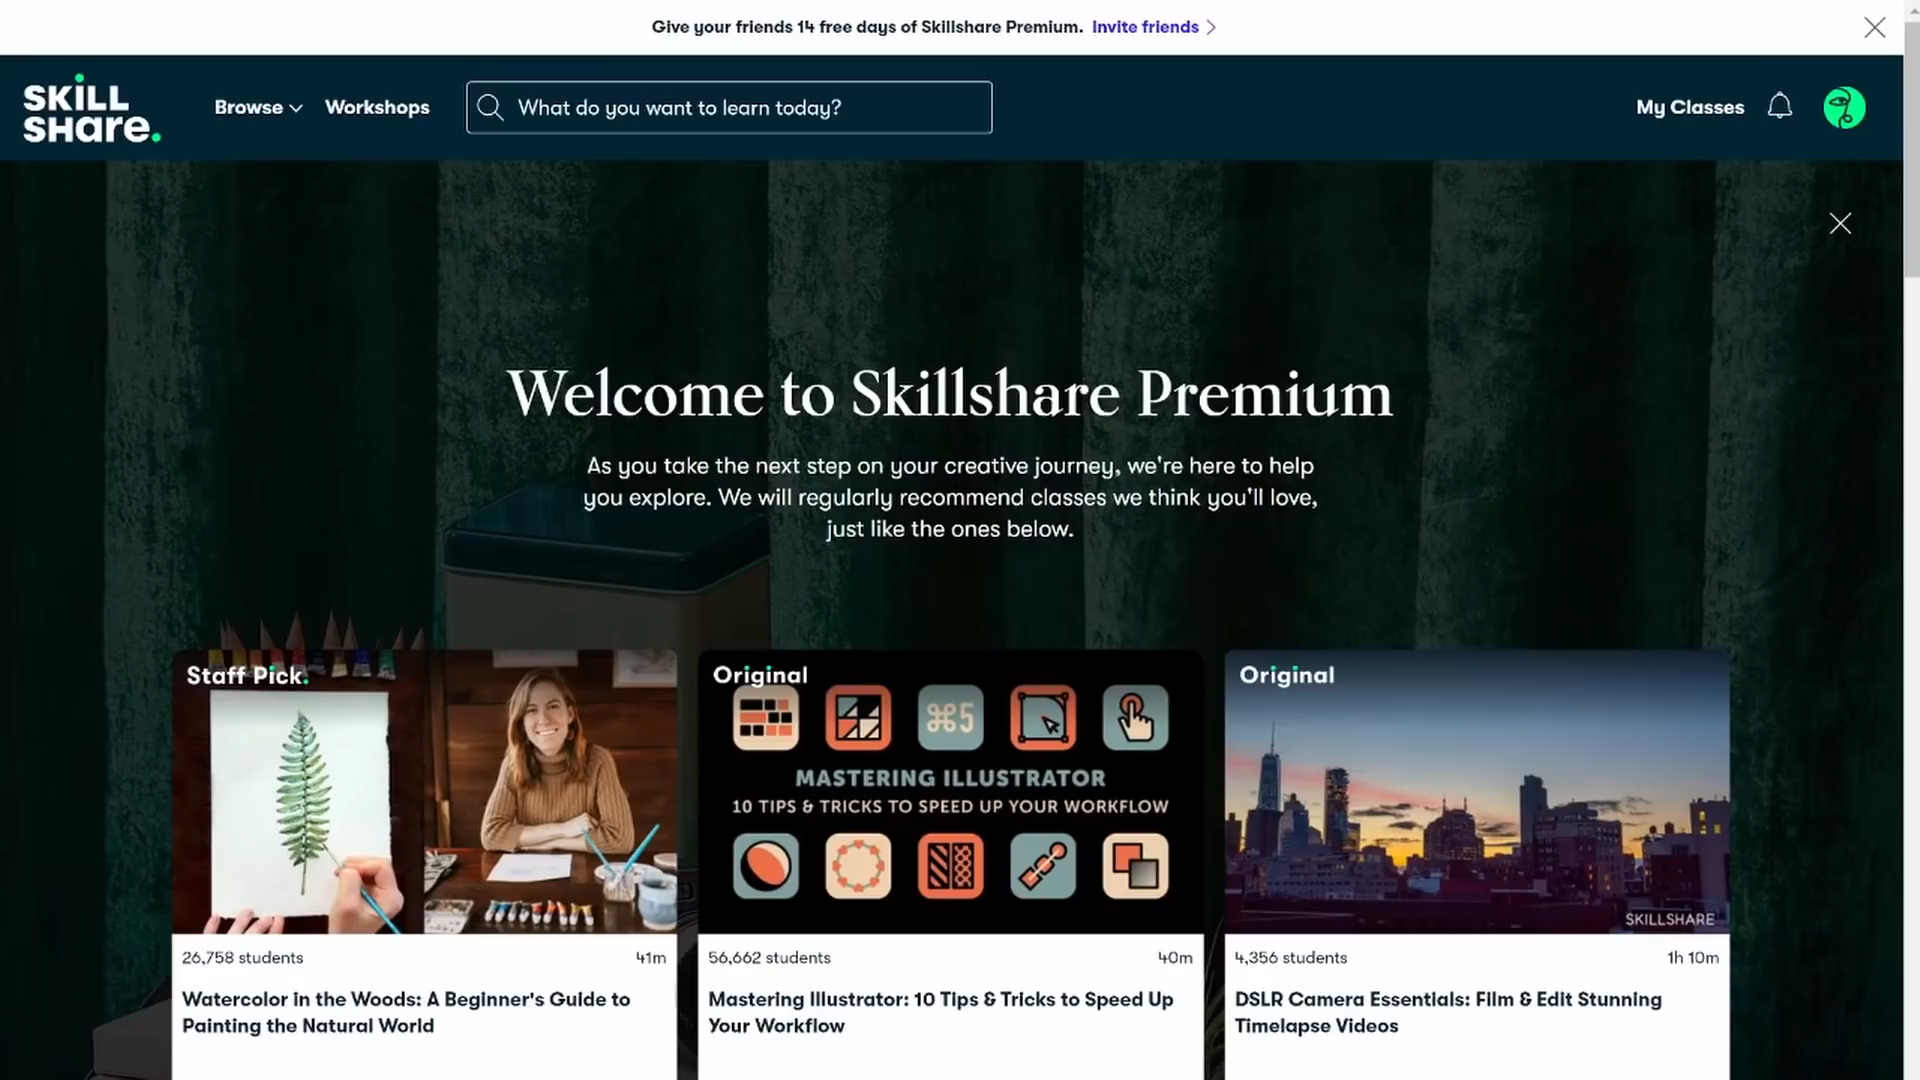 Give your friends 14 free days of Skillshare Premium. Invite friends
SKILL
SHare.
Browse
Workshops
What do you want to learn today?
My Classes
Welcome to Skillshare Premium
As you take the next step on your creative journey, we're here to help
you explore. We will regularly recommend classes we think you'll love,
just like the ones below.
Staff Pick.
Original
⌘5
MASTERING ILLUSTRATOR
10 TIPS & TRICKS TO SPEED UP YOUR WORKFLOW
Original
SKILLSHARE
26,758 students
41m
Watercolor in the Woods: A Beginner's Guide to
Painting the Natural World
56,662 students
40m
Mastering Illustrator: 10 Tips & Tricks to Speed Up
Your Workflow
4,356 students
1h 10m
DSLR Camera Essentials: Film & Edit Stunning
Timelapse Videos